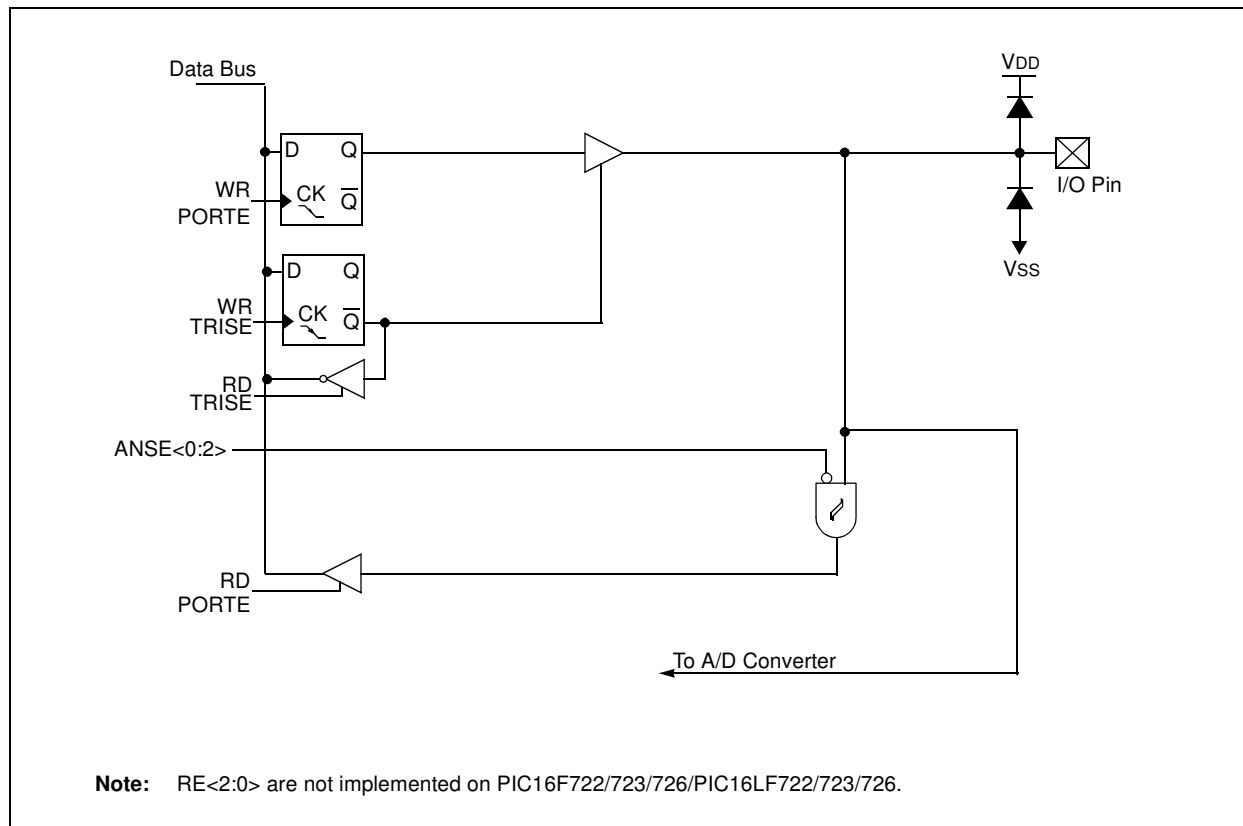 Data Bus
VDD
D Q
WR
PORTE
CK Q
I/O Pin
D Q
VSS
WR
TRISE
CK Q
RD
TRISE
ANSE<0:2>
RD
PORTE
To A/D Converter
Note: RE<2:0> are not implemented on PIC16F722/723/726/PIC16LF722/723/726.